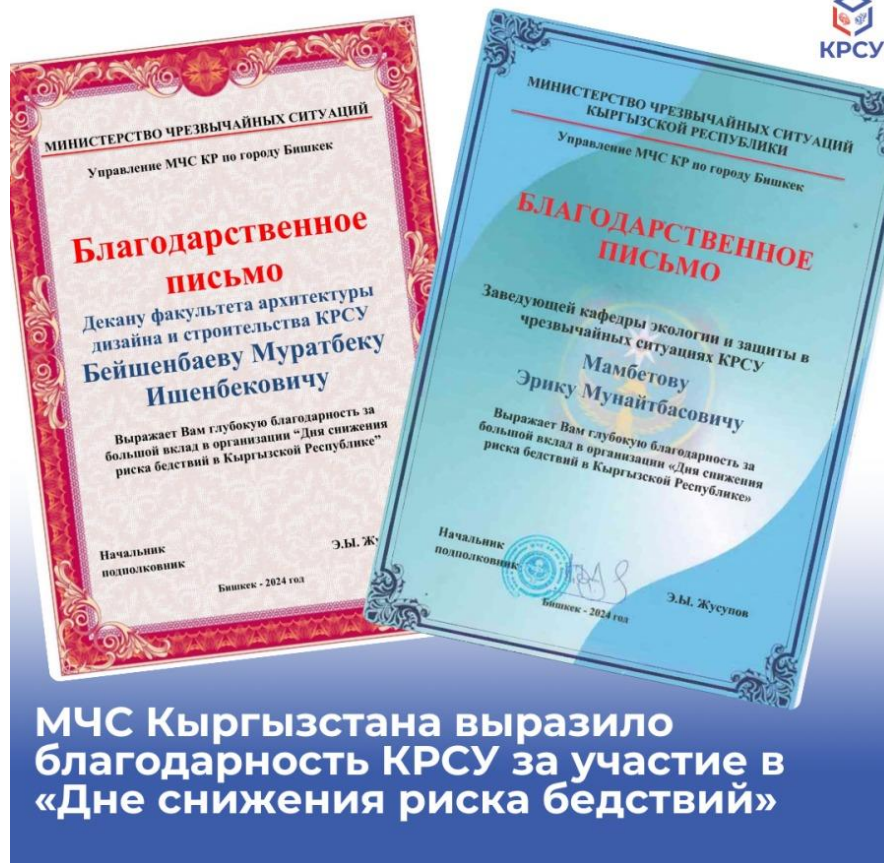 КРСУ
МИНИСТЕРСТВО ЧРЕЗВЫЧАЙНЫХ СИТУАЦИЙ
Управление МЧС КР по городу Бишкек
Благодарственное
письмо
Декану факультета архитектуры
дизайна и строительства КРСУ
Бейшенбаеву Муратбеку
Ишенбековичу
Выражает Вам глубокую благодарность за
большой вклад в организации “Дня снижения
риска бедствий в Кыргызской Республике”
Начальник
подполковник
Э.Ы.
Бишкек - 2024 год
МИНИСТЕРСТВО ЧРЕЗВЫЧАЙНЫХ СИТУАЦИЙ
КЫРГЫЗСКОЙ РЕСПУБЛИКИ
Управление МЧС КР по городу Бишкек
БЛАГОДАРСТВЕННОЕ
ПИСЬМО
Заведующей кафедры экологии и защиты в
чрезвычайных ситуациях КРСУ
Мамбетову
Эрику Мунайтбасовичу
Выражает Вам глубокую благодарность за
большой вклад в организации «Дня снижения
риска бедствий в Кыргызской Республике»
Начальник
подполковник
Э.Ы. Жусупов
Бишкек - 2024 год
МЧС Кыргызстана выразило
благодарность КРСУ за участие в
«Дне снижения риска бедствий»